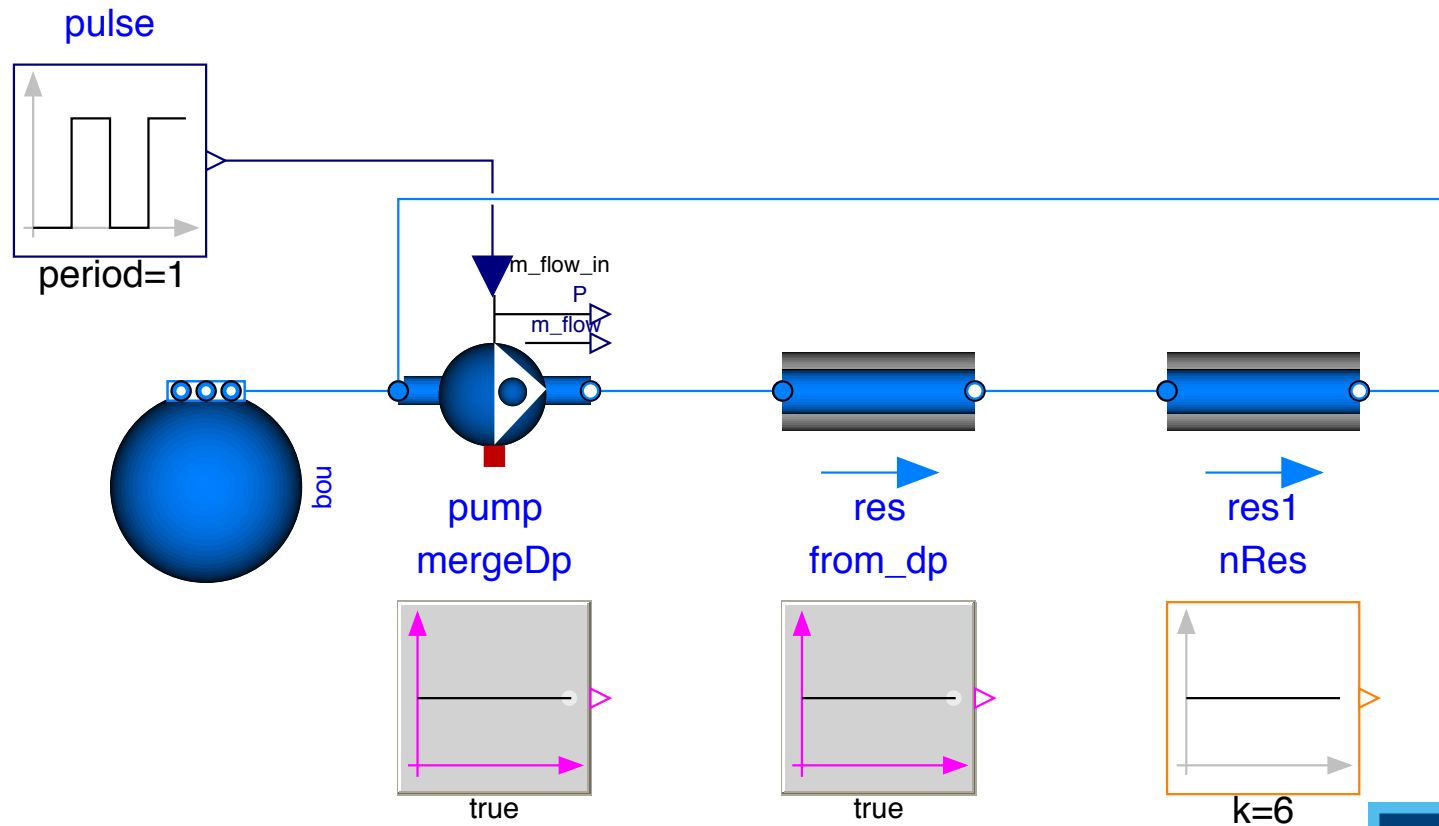 pulse
period=1
m_flow_in
P
m_flow
bou
pump
res
res1
mergeDp
from_dp
nRes
true
true
k=6